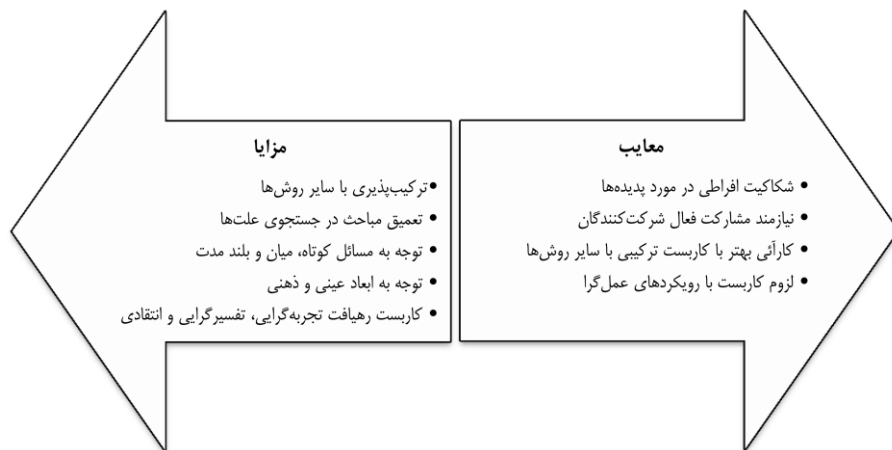 معایب
• شکاکیت افراطی در مورد پدیده‌ها
• نیازمند مشارکت فعال شرکت‌کنندگان
• کارآئی بهتر با کاربست ترکیبی با سایر روش‌ها
• لزوم کاربست با رویکردهای عمل‌گرا
مزایا
• ترکیب‌پذیری با سایر روش‌ها
• تعمیق مباحث در جستجوی علت‌ها
• توجه به مسائل کوتاه، میان و بلند مدت
• توجه به ابعاد عینی و ذهنی
• کاربست رهیافت تجربه‌گرایی، تفسیرگرایی و انتقادی